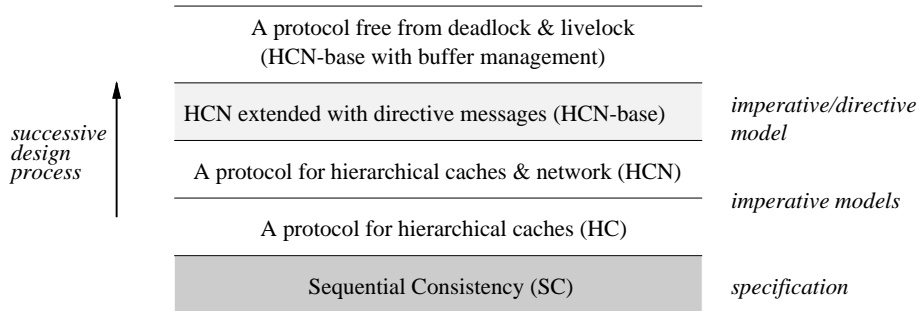 A protocol free from deadlock & livelock
(HCN-base with buffer management)
HCN extended with directive messages (HCN-base)
imperative/directive
model
successive
design
process
A protocol for hierarchical caches & network (HCN)
imperative models
A protocol for hierarchical caches (HC)
Sequential Consistency (SC)
specification